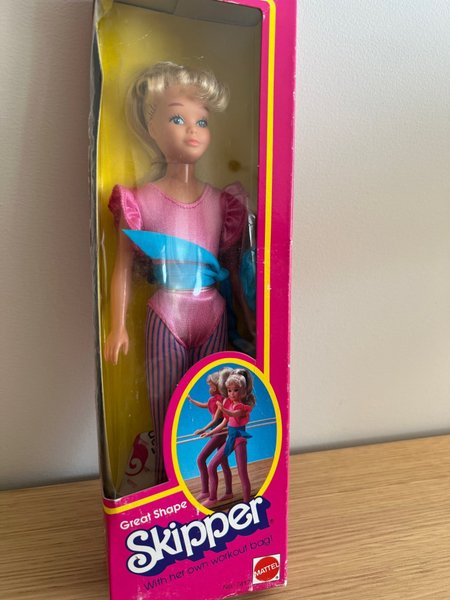 Great Shape
Skipper®
With her own workout bag!
MATTEL